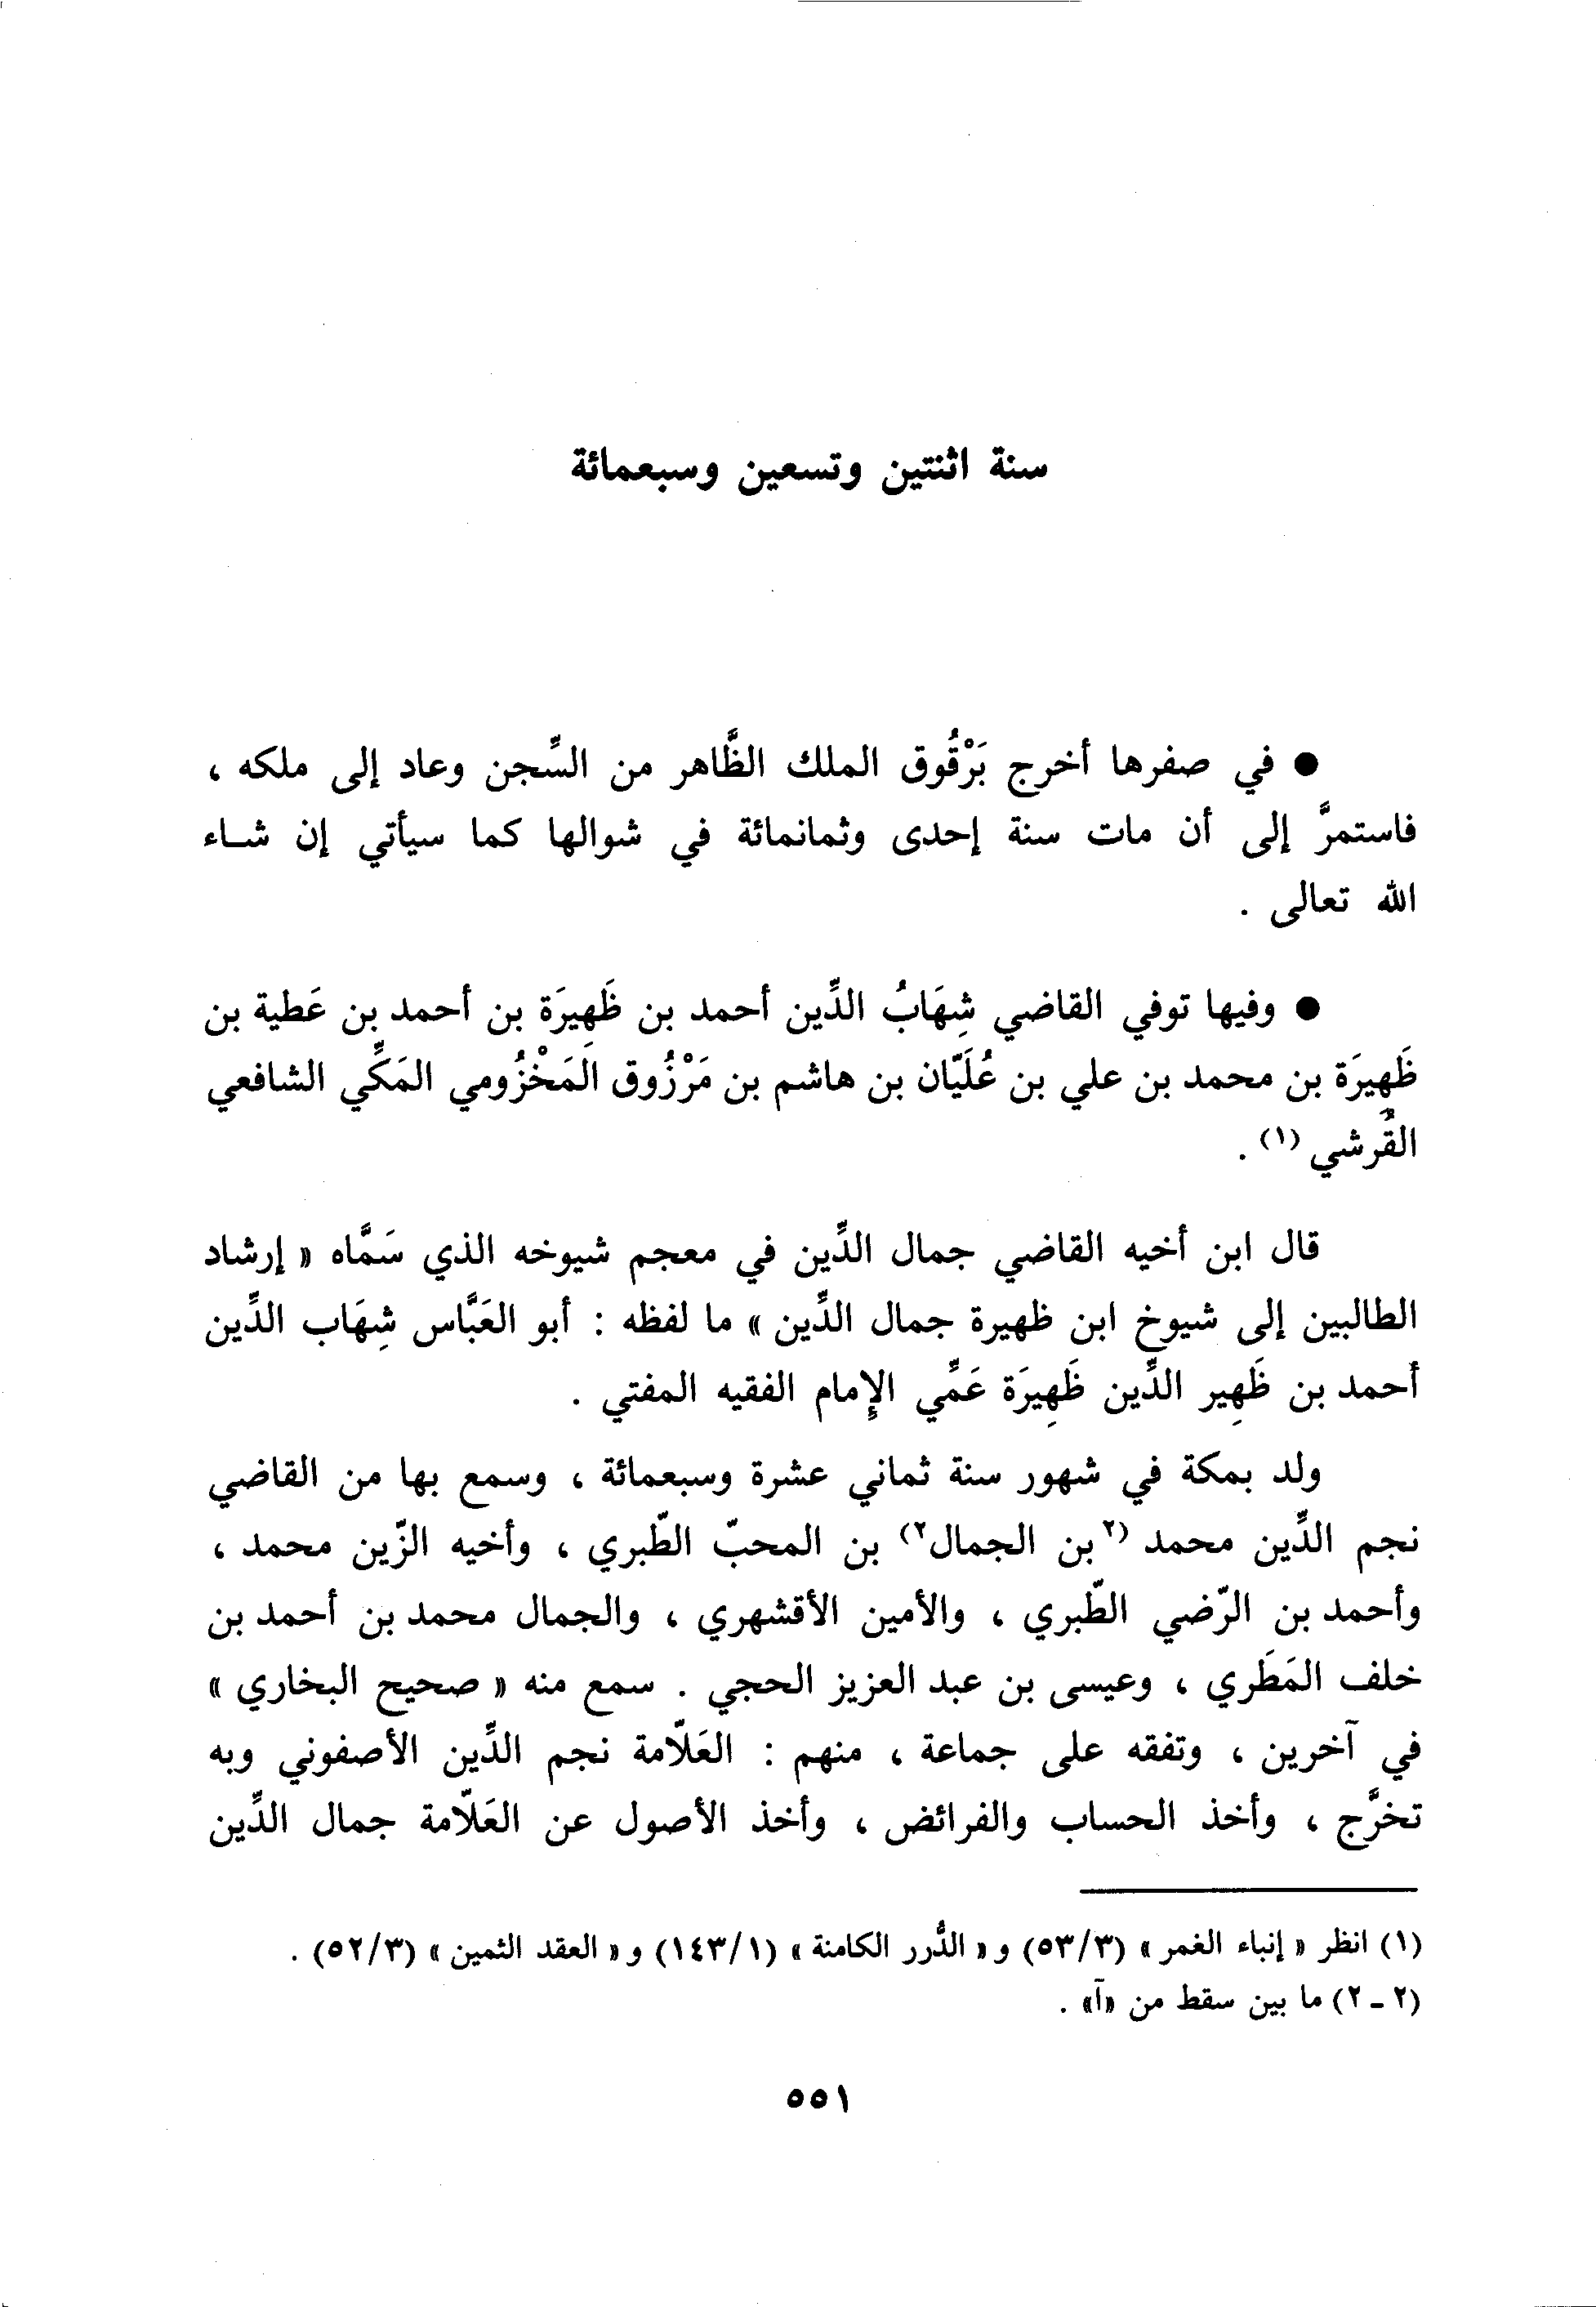 سنة اثنتين وتسعين وسبعمائة
● في صفرها أخرج بَرْقُوق الملك الظَّاهر من السِّجن وعاد إلى ملكه ،
فاستمرَّ إلى أن مات سنة إحدى وثمانمائة في شوالها كما سيأتي إن شاء
الله تعالى .
● وفيها توفي القاضي شِهَابُ الدِّين أحمد بن ظَهِيرَة بن أحمد بن عَطية بن
ظَهِيرَة بن محمد بن علي بن عُلَيّان بن هاشم بن مَرْزُوق المَخْزُومي المَكِّي الشافعي
القُرشي (١) .
قال ابن أخيه القاضي جمال الدِّين في معجم شيوخه الذي سَمَّاه « إرشاد
الطالبين إلى شيوخ ابن ظهيرة جمال الدِّين » ما لفظه : أبو العَبَّاس شِهَاب الدِّين
أحمد بن ظَهِير الدِّين ظَهِيرَة عَمِّي الإِمام الفقيه المفتي .
ولد بمكة في شهور سنة ثماني عشرة وسبعمائة ، وسمع بها من القاضي
نجم الدِّين محمد (٢ بن الجمال٢) بن المحبّ الطّبري ، وأخيه الزّين محمد ،
وأحمد بن الرّضي الطّبري ، والأمين الأقشهري ، والجمال محمد بن أحمد بن
خلف المَطَري ، وعيسى بن عبد العزيز الحجي . سمع منه « صحيح البخاري »
في آخرين ، وتفقه على جماعة ، منهم : العَلّامة نجم الدِّين الأصفوني وبه
تخرَّج ، وأخذ الحساب والفرائض ، وأخذ الأصول عن العَلّامة جمال الدِّين
(١) انظر « إنباء الغمر » (٥٣/٣) و « الدُّرر الكامنة » (١٤٣/١) و « العقد الثمين » (٥٢/٣) .
(٢ ـ ٢) ما بين سقط من «آ» .
٥٥١